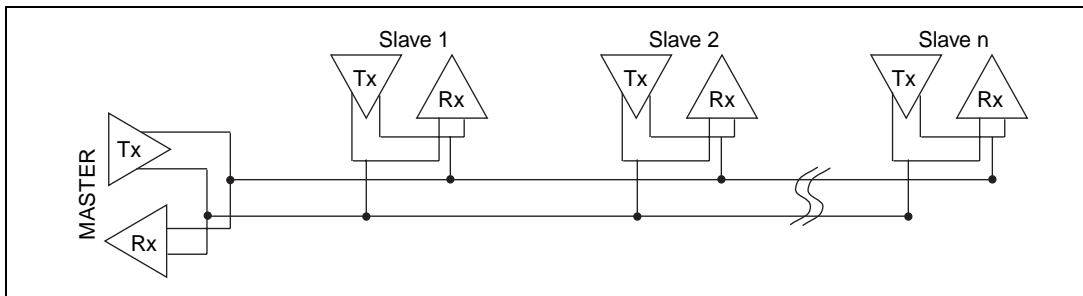 Slave 1
Slave 2
Slave n
Tx
Rx
Tx
Rx
Tx
Rx
MASTER
Tx
Rx